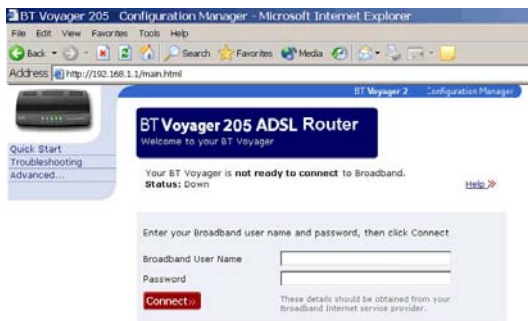 BT Voyager 205 Configuration Manager - Microsoft Internet Explorer
File Edit View Favorites Tools Help
Back Search Favorites Media
Address http://192.168.1.1/main.html
BT Voyager 2 Configuration Manager
BT Voyager 205 ADSL Router
Welcome to your BT Voyager
Quick Start
Troubleshooting
Advanced...
Your BT Voyager is not ready to connect to Broadband.
Status: Down
Help »
Enter your Broadband user name and password, then click Connect
Broadband User Name
Password
Connect »
These details should be obtained from your
Broadband Internet service provider.